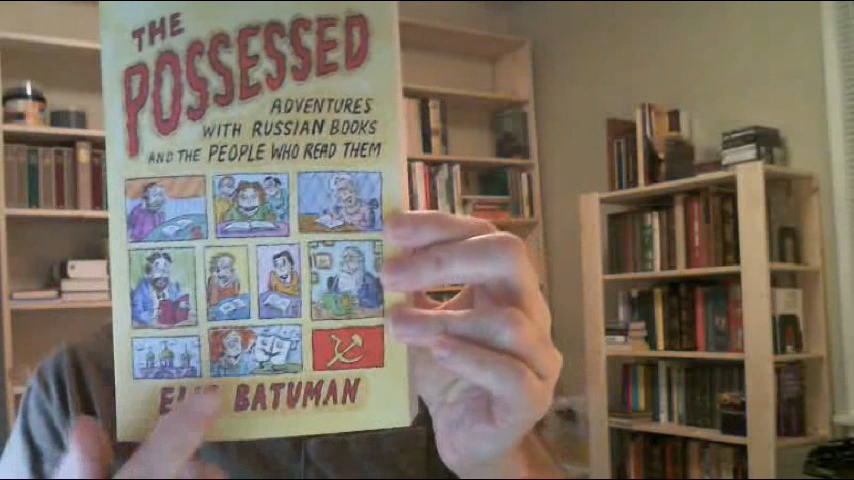 THE
POSSESSED
ADVENTURES
WITH RUSSIAN BOOKS
AND THE PEOPLE WHO READ THEM
BATUMAN